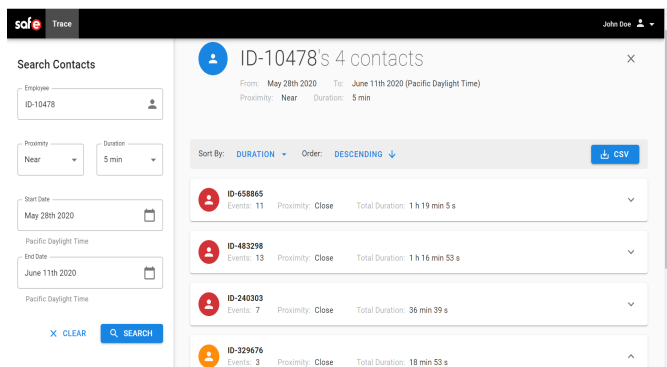 safe Trace
John Doe
Search Contacts
Employee
ID-10478
Proximity
Near
Duration
5 min
Start Date
May 28th 2020
Pacific Daylight Time
End Date
June 11th 2020
Pacific Daylight Time
CLEAR
SEARCH
ID-10478's 4 contacts
From: May 28th 2020 To: June 11th 2020 (Pacific Daylight Time)
Proximity: Near Duration: 5 min
Sort By: DURATION Order: DESCENDING
CSV
ID-658865
Events: 11 Proximity: Close Total Duration: 1 h 19 min 5 s
ID-483298
Events: 13 Proximity: Close Total Duration: 1 h 16 min 53 s
ID-240303
Events: 7 Proximity: Close Total Duration: 36 min 39 s
ID-329676
Events: 3 Proximity: Close Total Duration: 18 min 53 s